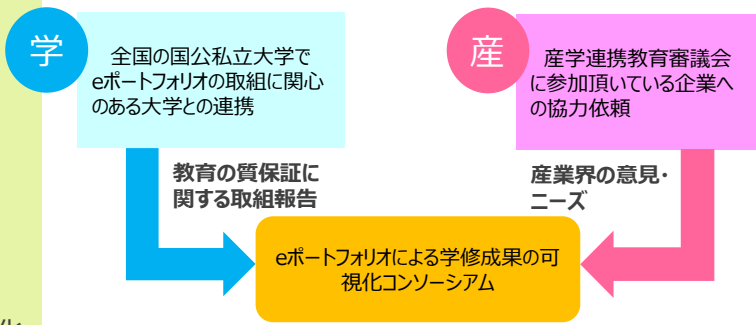 学
全国の国公私立大学で
eポートフォリオの取組に関心
のある大学との連携
産
産学連携教育審議会
に参加頂いている企業へ
の協力依頼
教育の質保証に
関する取組報告
産業界の意見・
ニーズ
eポートフォリオによる学修成果の可
視化コンソーシアム